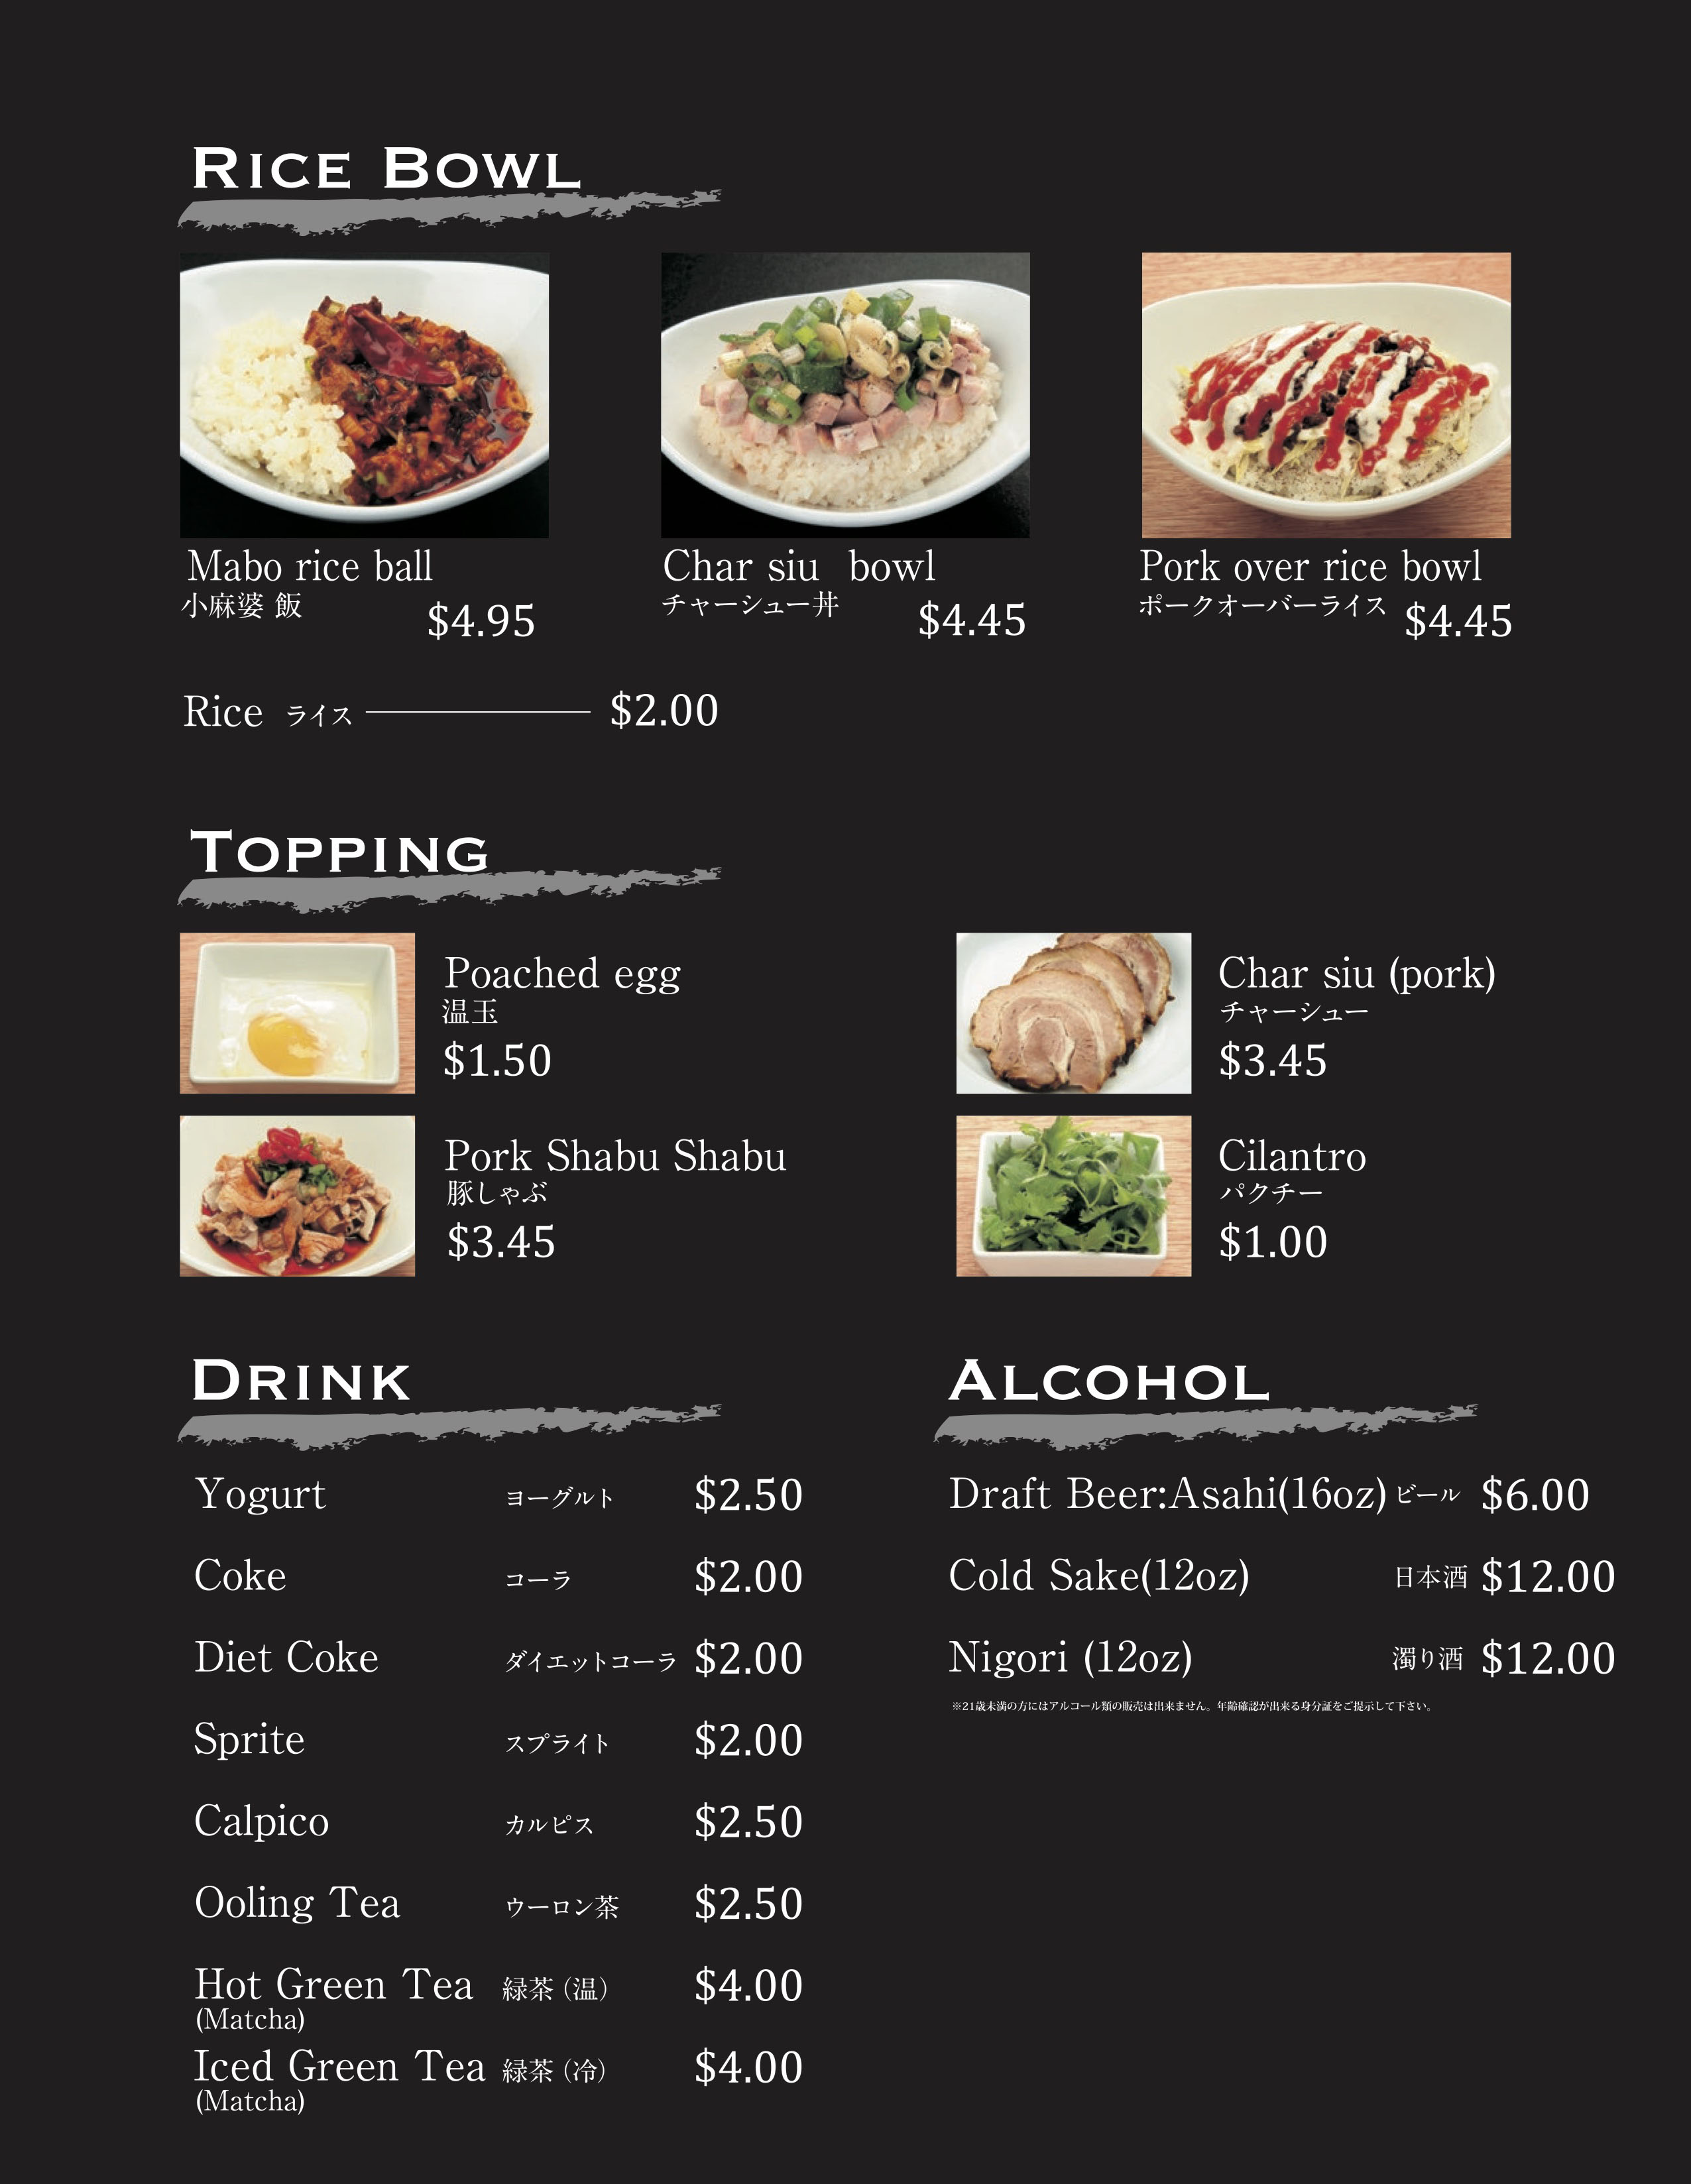 RICE BOWL
Mabo rice ball
小麻婆 飯
$4.95
Char siu bowl
チャーシュー丼
$4.45
Pork over rice bowl
ポークオーバーライス
$4.45
Rice ライス $2.00
TOPPING
Poached egg
温玉
$1.50
Char siu (pork)
チャーシュー
$3.45
Pork Shabu Shabu
豚しゃぶ
$3.45
Cilantro
パクチー
$1.00
DRINK
Yogurt ヨーグルト $2.50
Coke コーラ $2.00
Diet Coke ダイエットコーラ $2.00
Sprite スプライト $2.00
Calpico カルピス $2.50
Ooling Tea ウーロン茶 $2.50
Hot Green Tea 緑茶（温） $4.00
(Matcha)
Iced Green Tea 緑茶（冷） $4.00
(Matcha)
ALCOHOL
Draft Beer:Asahi(16oz) ビール $6.00
Cold Sake(12oz) 日本酒 $12.00
Nigori (12oz) 濁り酒 $12.00
※21歳未満の方にはアルコール類の販売は出来ません。年齢確認が出来る身分証をご提示して下さい。